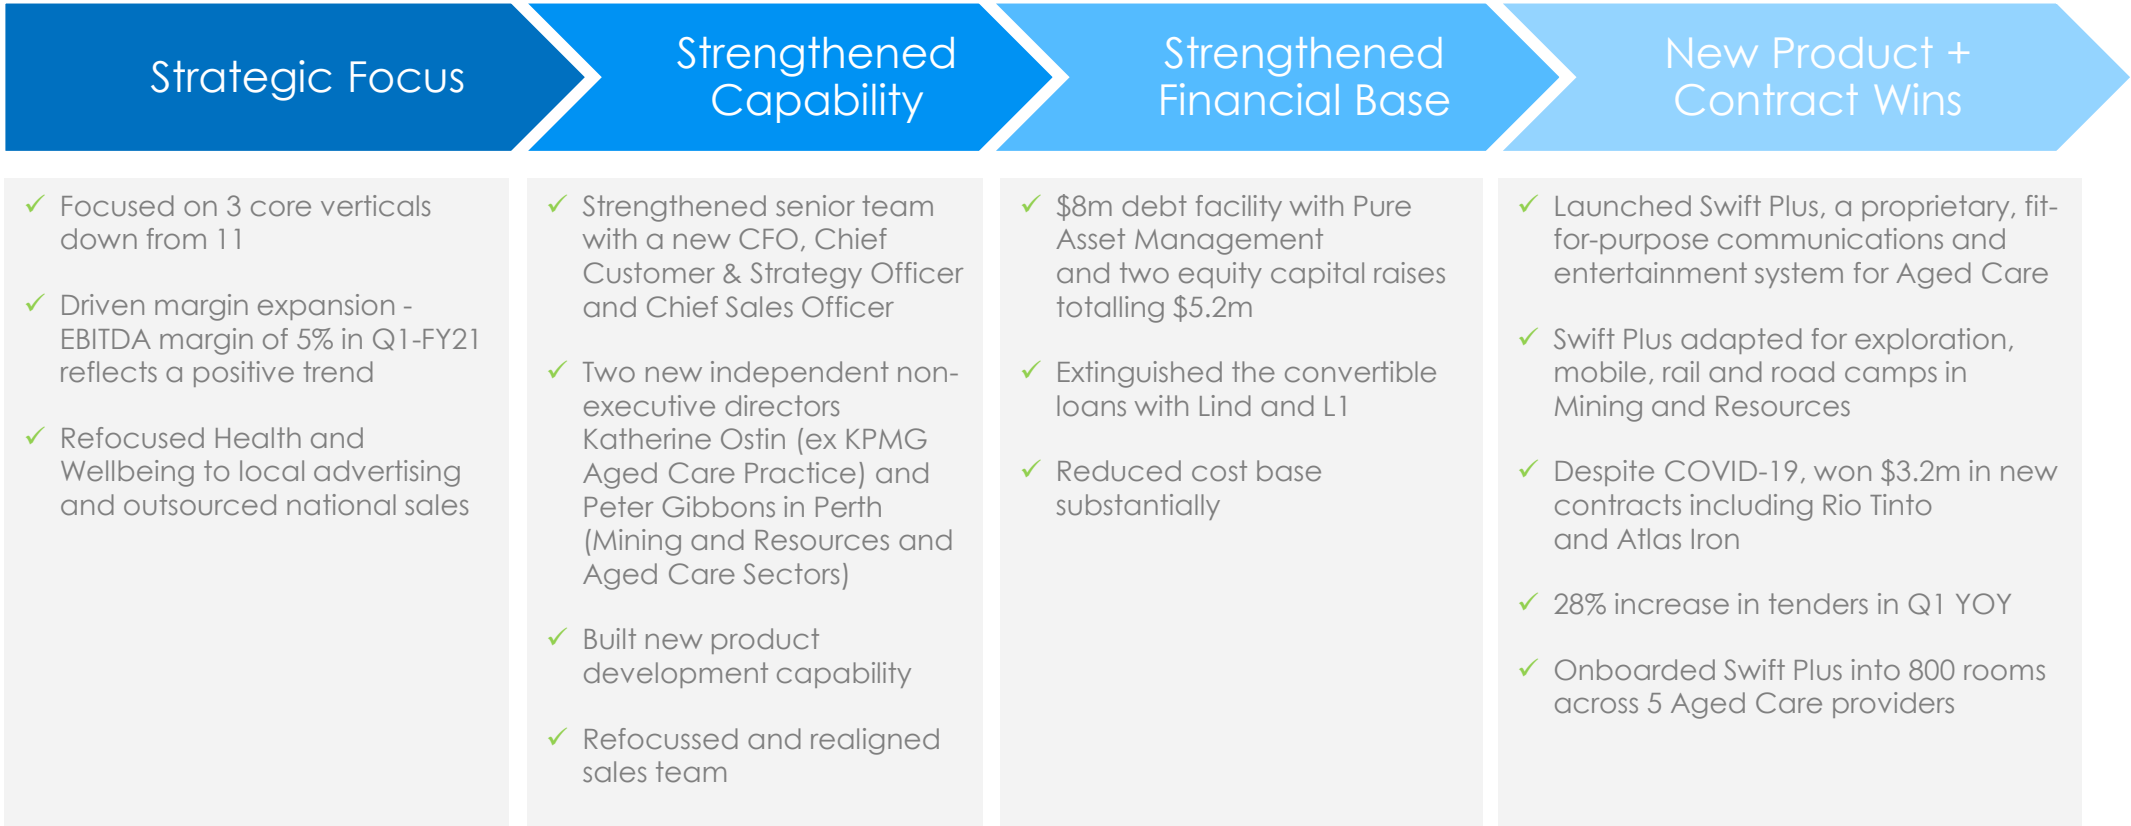 Strategic Focus
Strengthened
Capability
Strengthened
Financial Base
New Product +
Contract Wins
✓ Focused on 3 core verticals
down from 11
✓ Driven margin expansion -
EBITDA margin of 5% in Q1-FY21
reflects a positive trend
✓ Refocused Health and
Wellbeing to local advertising
and outsourced national sales
✓ Strengthened senior team
with a new CFO, Chief
Customer & Strategy Officer
and Chief Sales Officer
✓ Two new independent non-
executive directors
Katherine Ostin (ex KPMG
Aged Care Practice) and
Peter Gibbons in Perth
(Mining and Resources and
Aged Care Sectors)
✓ Built new product
development capability
✓ Refocussed and realigned
sales team
✓ $8m debt facility with Pure
Asset Management
and two equity capital raises
totalling $5.2m
✓ Extinguished the convertible
loans with Lind and L1
✓ Reduced cost base
substantially
✓ Launched Swift Plus, a proprietary, fit-
for-purpose communications and
entertainment system for Aged Care
✓ Swift Plus adapted for exploration,
mobile, rail and road camps in
Mining and Resources
✓ Despite COVID-19, won $3.2m in new
contracts including Rio Tinto
and Atlas Iron
✓ 28% increase in tenders in Q1 YOY
✓ Onboarded Swift Plus into 800 rooms
across 5 Aged Care providers